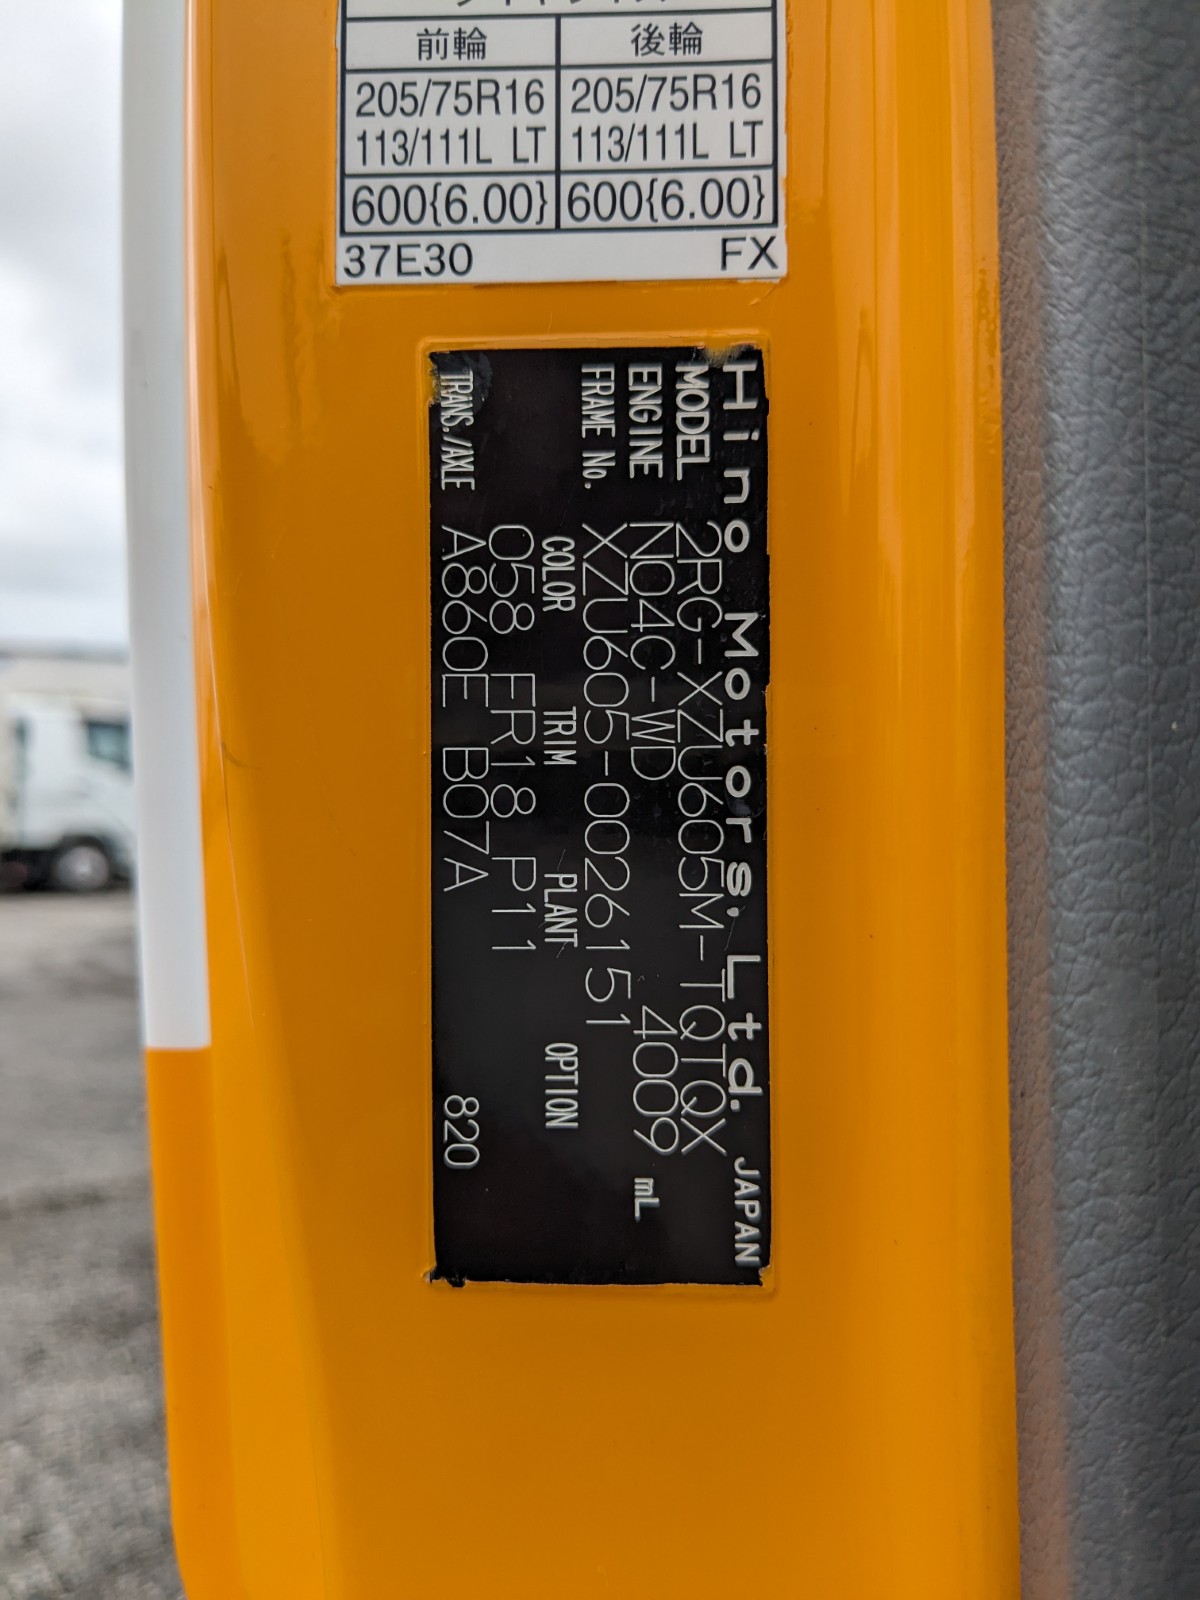 前輪 後輪
205/75R16 205/75R16
113/111L LT 113/111L LT
600{6.00} 600{6.00}
37E30 FX
Hino Motors, Ltd. JAPAN
MODEL 2RG-XZU605M-TQTQX
ENGINE N04C-WD 4009 mL
FRAME No. XZU605-0026151
COLOR TRIM PLANT OPTION
058 FR18 P11
TRANS./AXLE A860E B07A 820